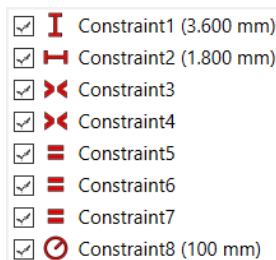 Constraint1 (3.600 mm)
Constraint2 (1.800 mm)
Constraint3
Constraint4
Constraint5
Constraint6
Constraint7
Constraint8 (100 mm)